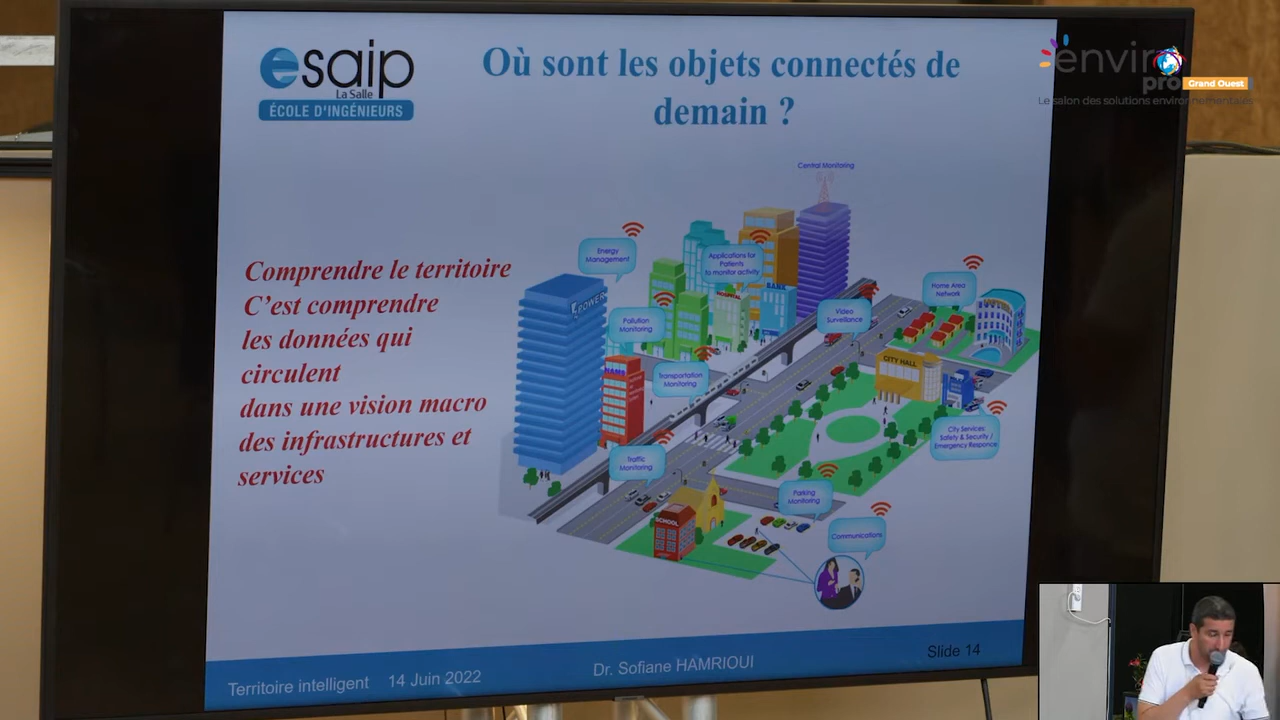 esaip
La Salle
ÉCOLE D'INGÉNIEURS
Où sont les objets connectés de
demain ?
enviro
pro
Grand Ouest
Le salon des solutions environnementales
Comprendre le territoire
C'est comprendre
les données qui
circulent
dans une vision macro
des infrastructures et
services
Central Monitoring
Energy
Management
Applications for
Patients
to monitor activity
Home Area
Network
POWER
HOSPITAL
BANK
Video
Surveillance
Pollution
Monitoring
Transportation
Monitoring
CITY HALL
City Services:
Safety & Security /
Emergency Responce
Traffic
Monitoring
Parking
Monitoring
SCHOOL
Communications
Territoire intelligent 14 Juin 2022
Dr. Sofiane HAMRIOUI
Slide 14